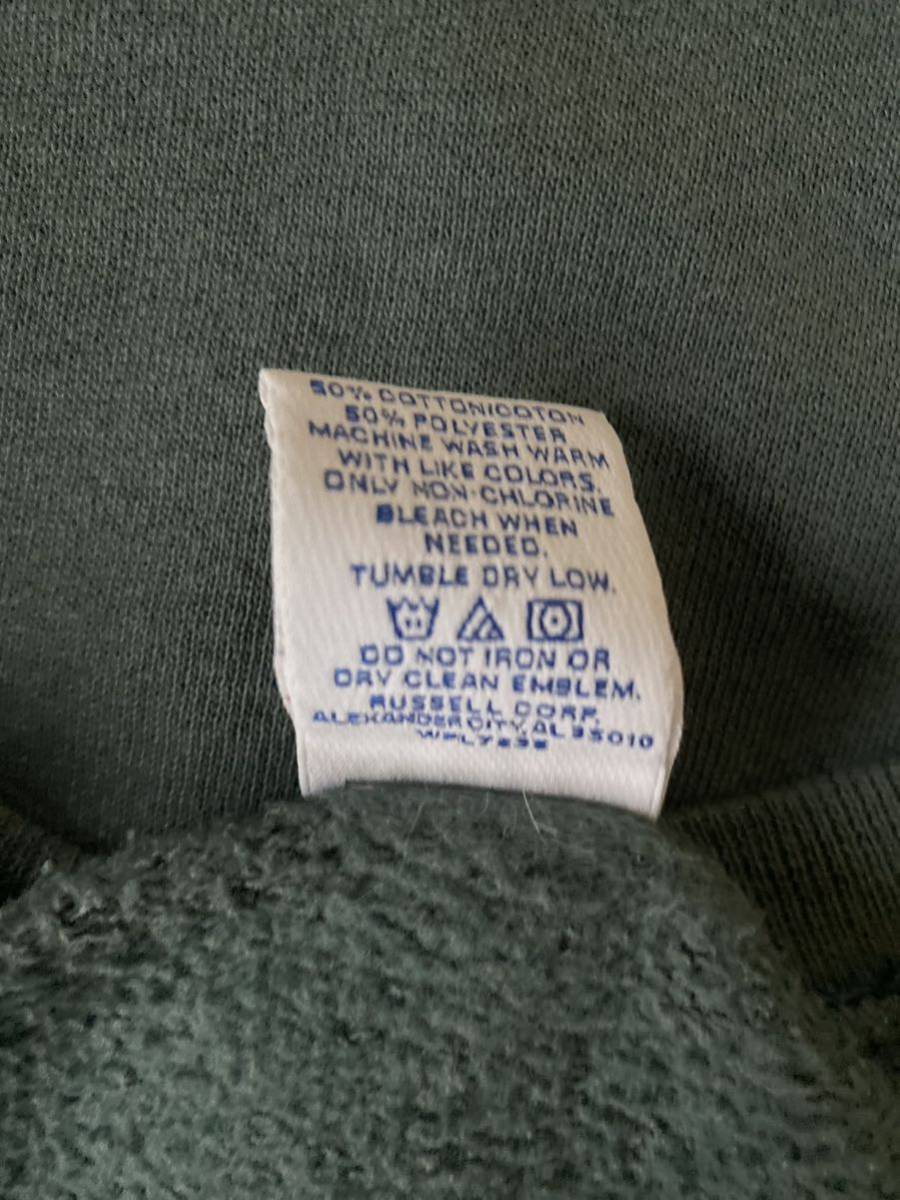 50% COTTON/COTON
50% POLYESTER
MACHINE WASH WARM
WITH LIKE COLORS.
ONLY NON-CHLORINE
BLEACH WHEN
NEEDED.
TUMBLE DRY LOW.
DO NOT IRON OR
DRY CLEAN EMBLEM.
RUSSELL CORP.
ALEXANDER CITY, AL 35010